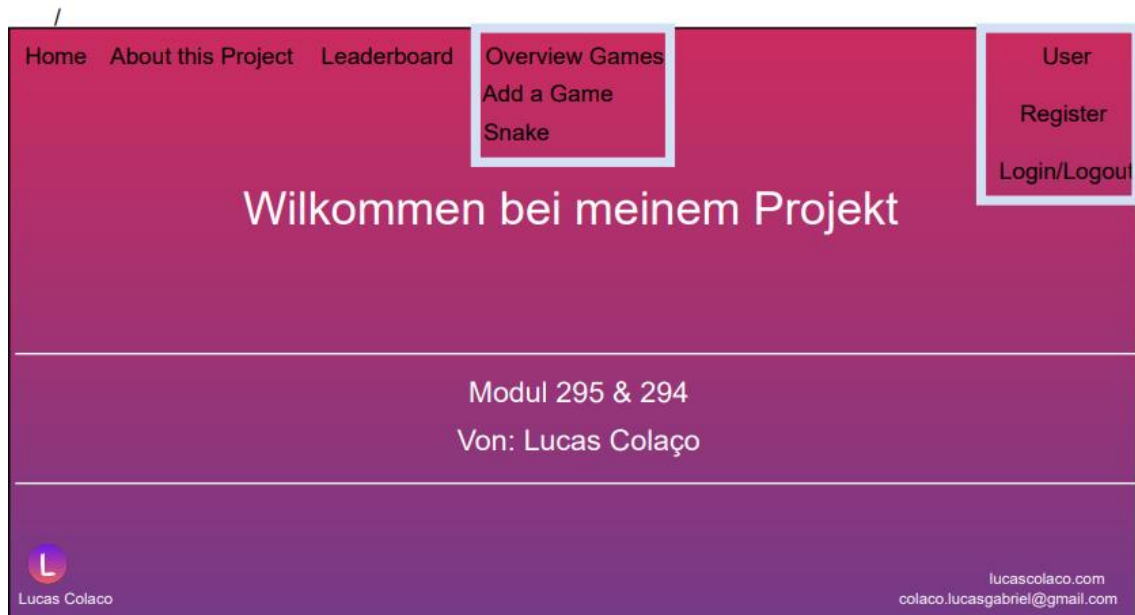 /
Home About this Project Leaderboard Overview Games User
Add a Game
Snake
Register
Login/Logout
Wilkommen bei meinem Projekt
Modul 295 & 294
Von: Lucas Colaço
L
Lucas Colaco
lucascolaco.com
colaco.lucasgabriel@gmail.com